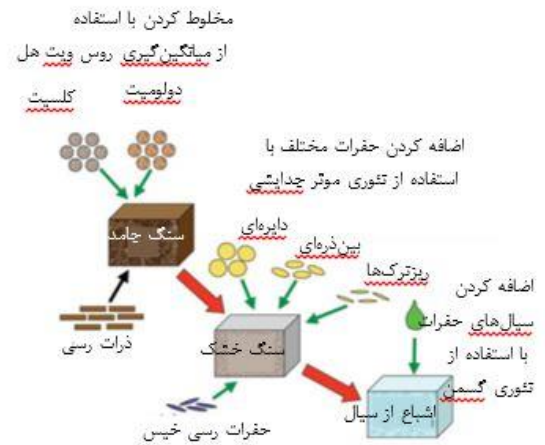 مخلوط کردن با استفاده
از میانگین‌گیری روس ویت هل
دولومیت
کلسیت
اضافه کردن حفرات مختلف با
استفاده از تئوری موثر جدایشی
سنگ جامد
دایره‌ای
بین‌ذره‌ای
ریزترک‌ها
ذرات رسی
سنگ خشک
اضافه کردن
سیال‌های حفرات
با استفاده از
تئوری گسمن
حفرات رسی خیس
اشباع از سیال